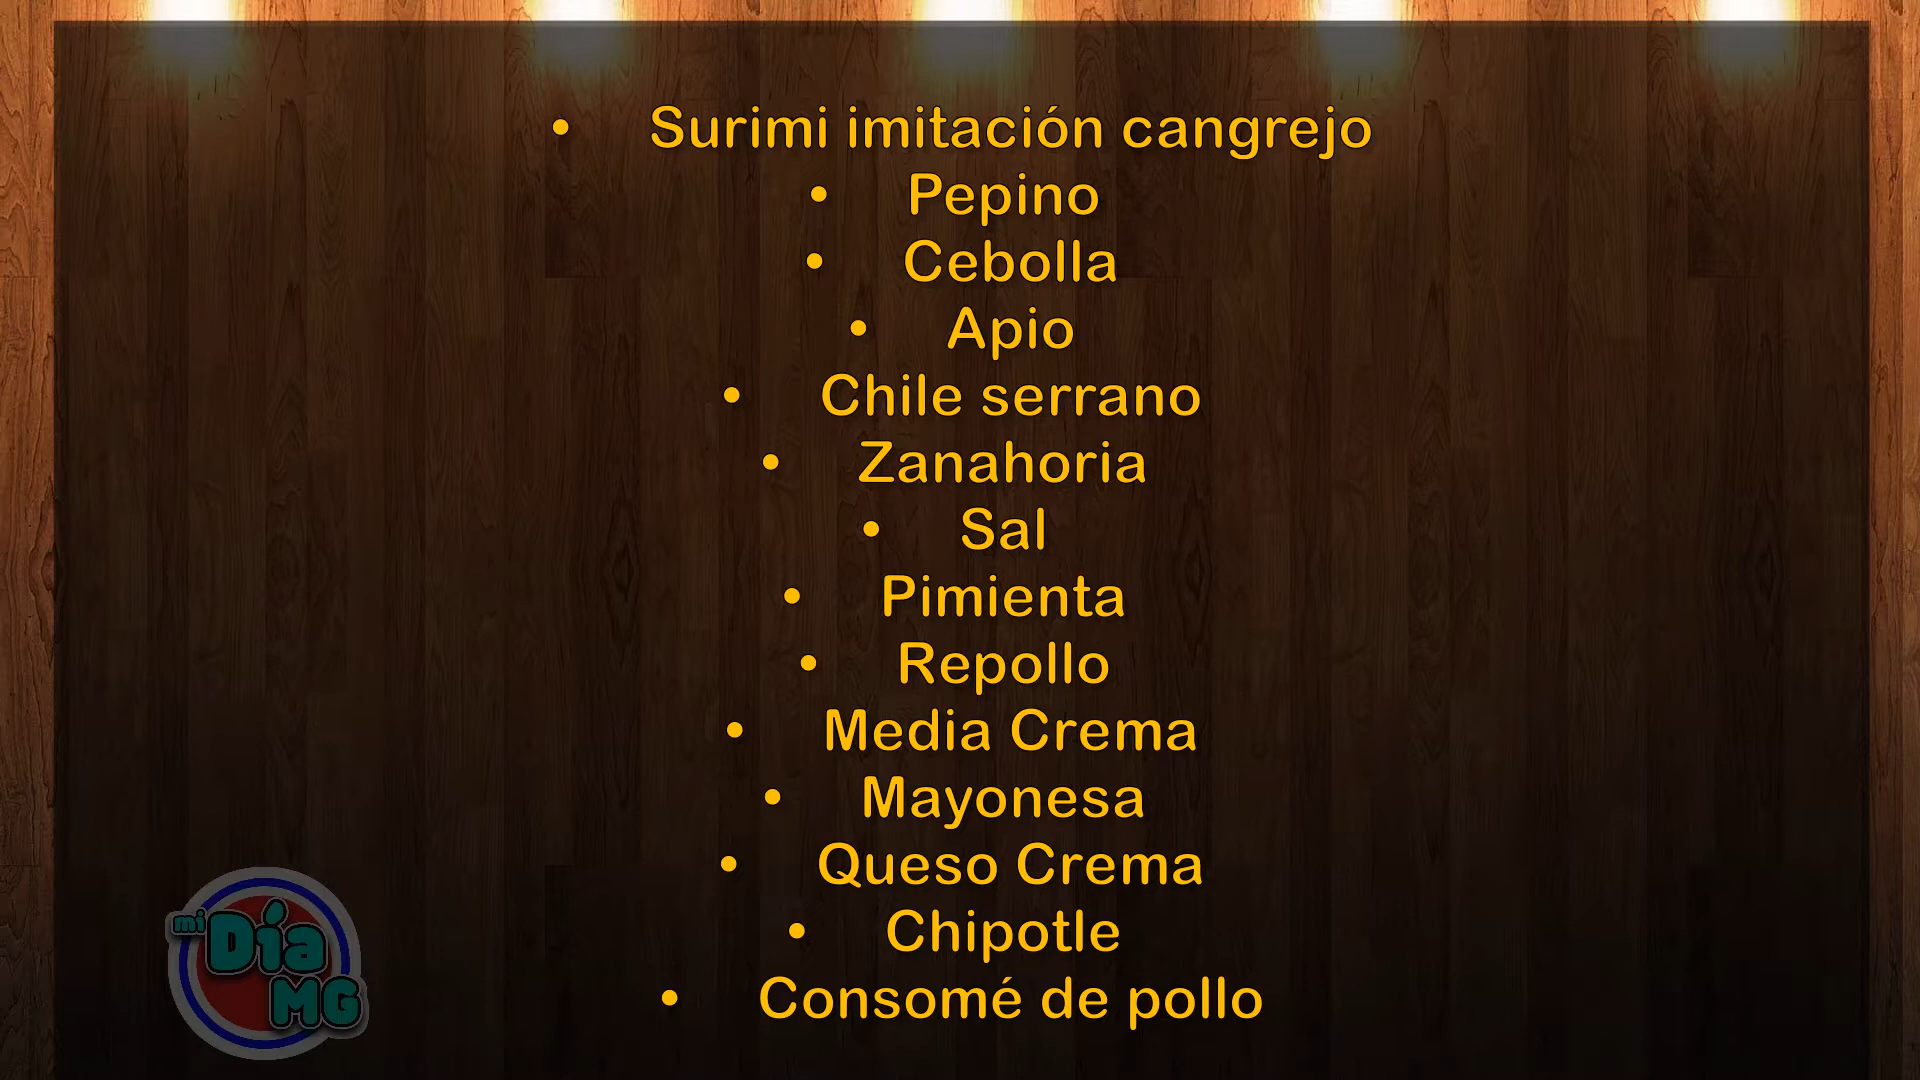 • Surimi imitación cangrejo
• Pepino
• Cebolla
• Apio
• Chile serrano
• Zanahoria
• Sal
• Pimienta
• Repollo
• Media Crema
• Mayonesa
• Queso Crema
• Chipotle
• Consomé de pollo
mi
Día
MG